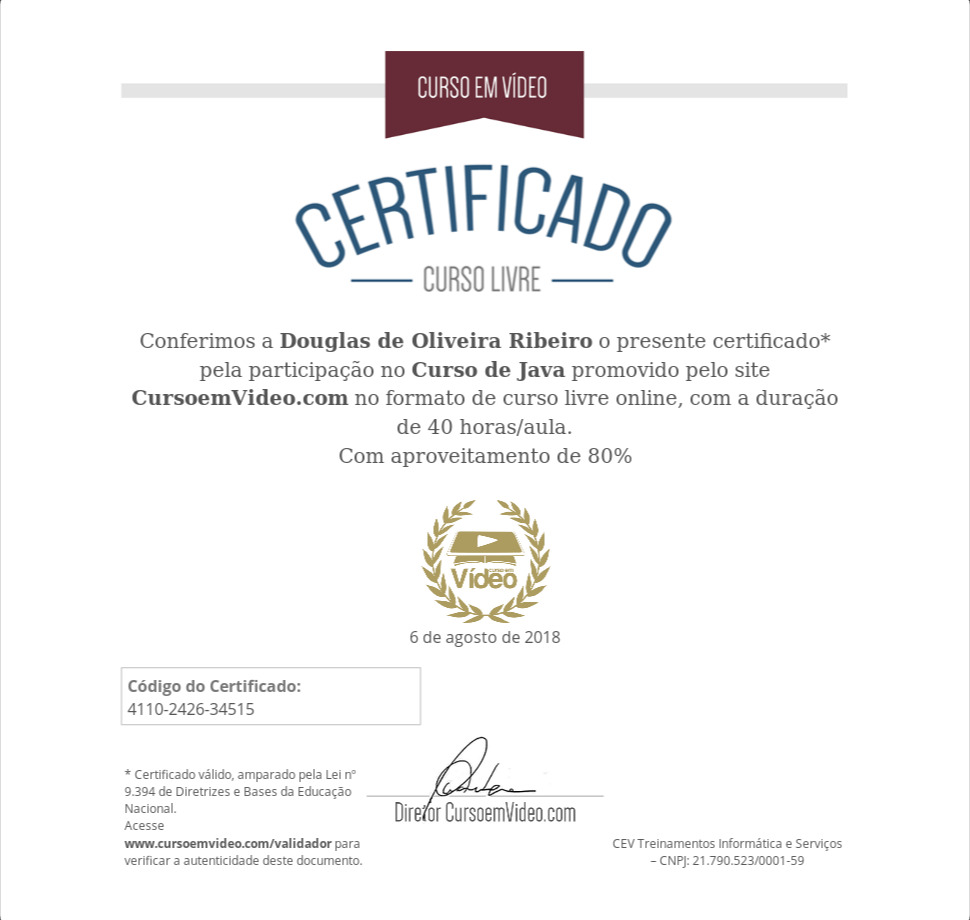 CURSO EM VÍDEO
CERTIFICADO
CURSO LIVRE
Conferimos a Douglas de Oliveira Ribeiro o presente certificado*
pela participação no Curso de Java promovido pelo site
CursoemVideo.com no formato de curso livre online, com a duração
de 40 horas/aula.
Com aproveitamento de 80%
curso em
Vídeo
6 de agosto de 2018
Código do Certificado:
4110-2426-34515
* Certificado válido, amparado pela Lei nº
9.394 de Diretrizes e Bases da Educação
Nacional.
Acesse
www.cursoemvideo.com/validador para
verificar a autenticidade deste documento.
Diretor CursoemVideo.com
CEV Treinamentos Informática e Serviços
– CNPJ: 21.790.523/0001-59